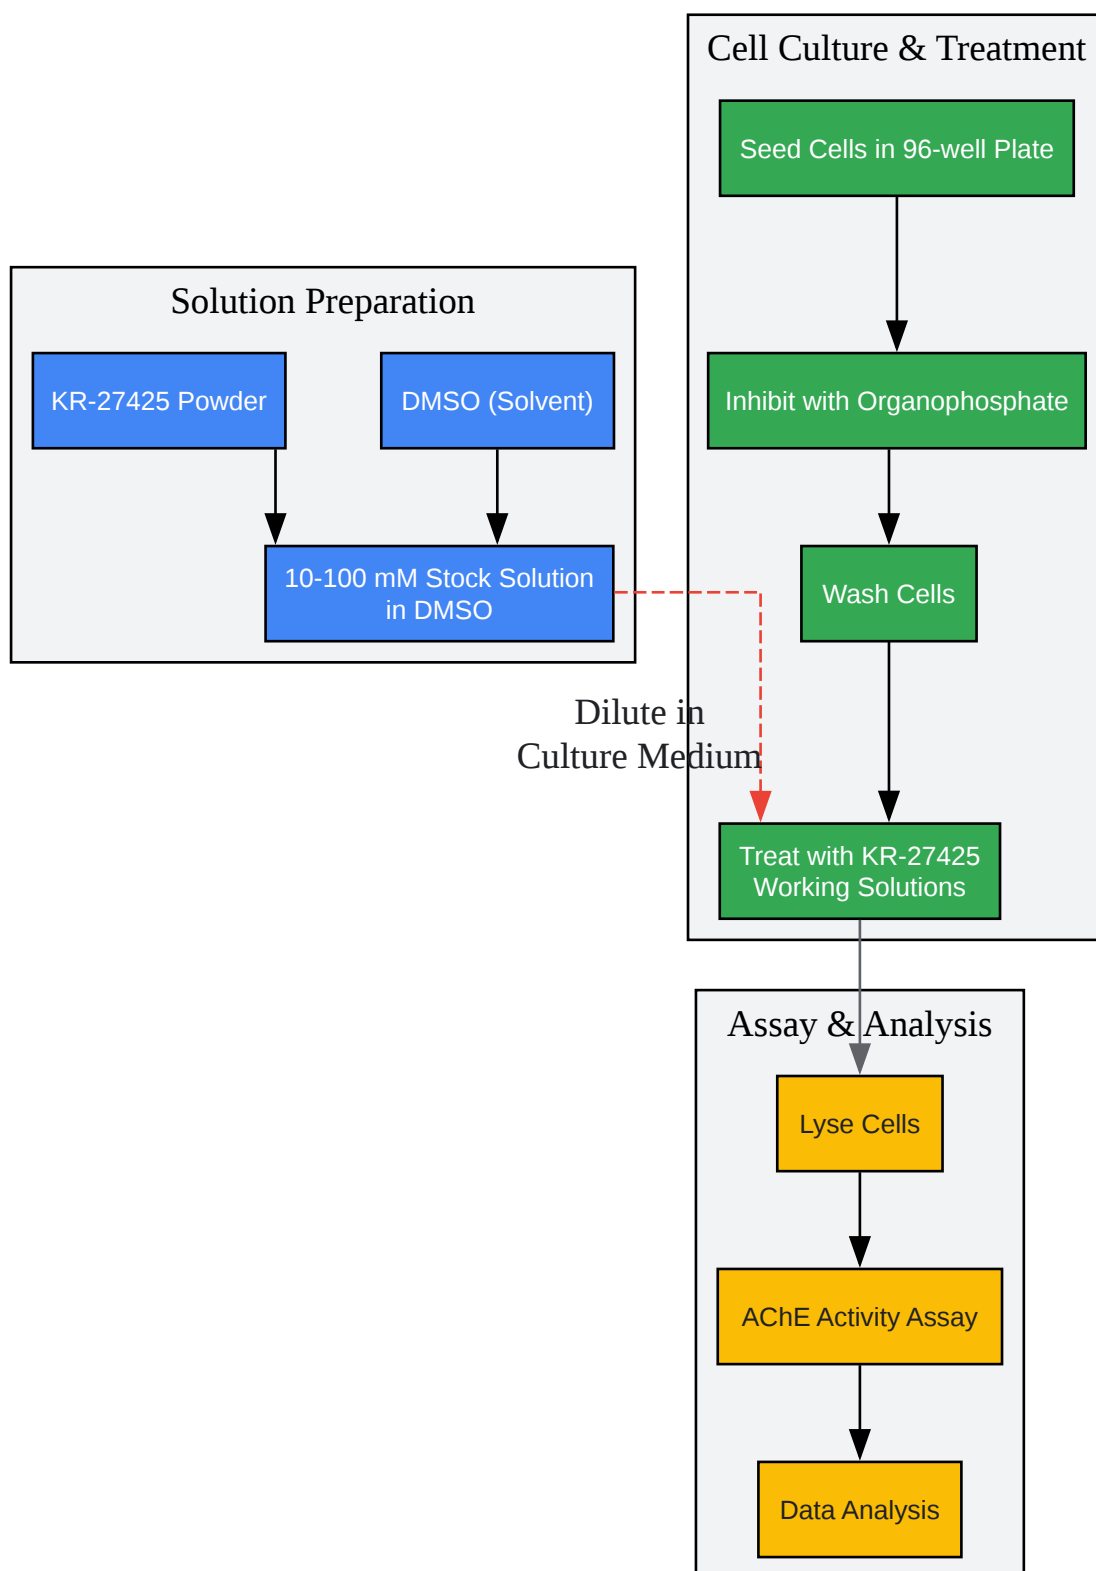 Cell Culture & Treatment
Seed Cells in 96-well Plate
Solution Preparation
KR-27425 Powder
DMSO (Solvent)
Inhibit with Organophosphate
10-100 mM Stock Solution
in DMSO
Wash Cells
Dilute in
Culture Medium
Treat with KR-27425
Working Solutions
Assay & Analysis
Lyse Cells
AChE Activity Assay
Data Analysis